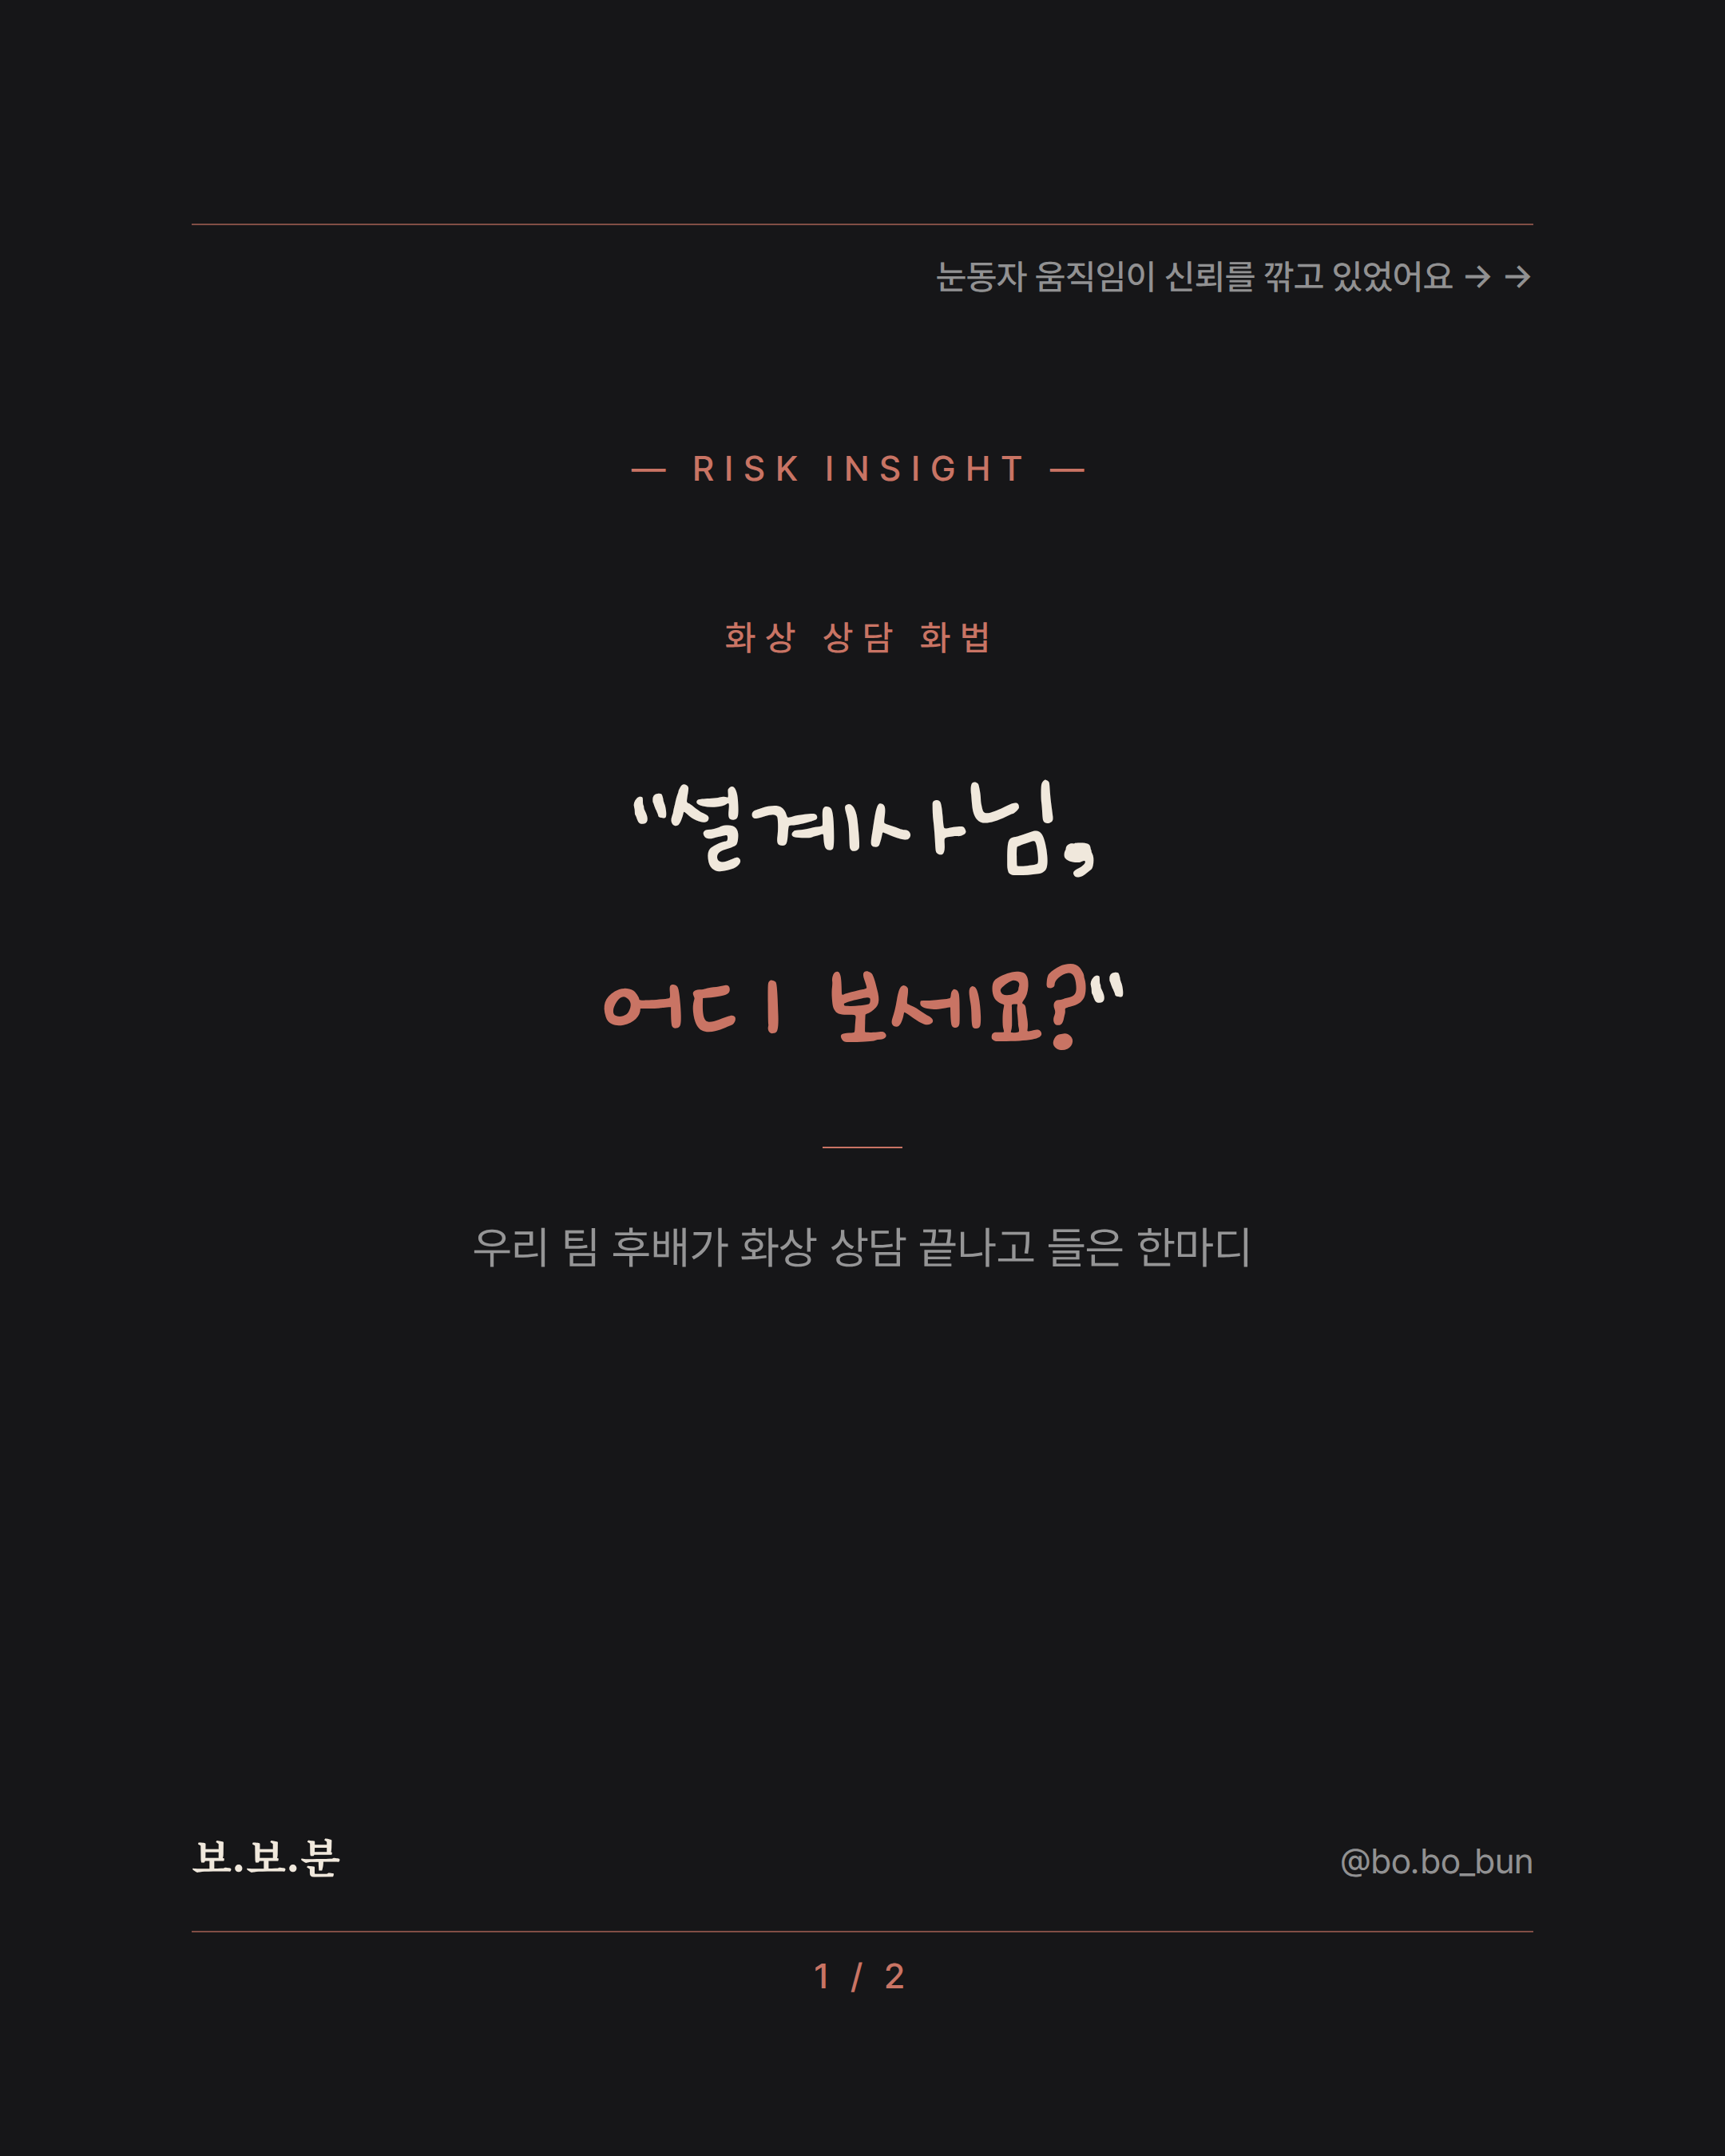 눈동자 움직임이 신뢰를 깎고 있었어요 → →
— RISK INSIGHT —
화상 상담 화법
"설계사님,
어디 보세요?"
우리 팀 후배가 화상 상담 끝나고 들은 한마디
보.보.분
@bo.bo_bun
1 / 2